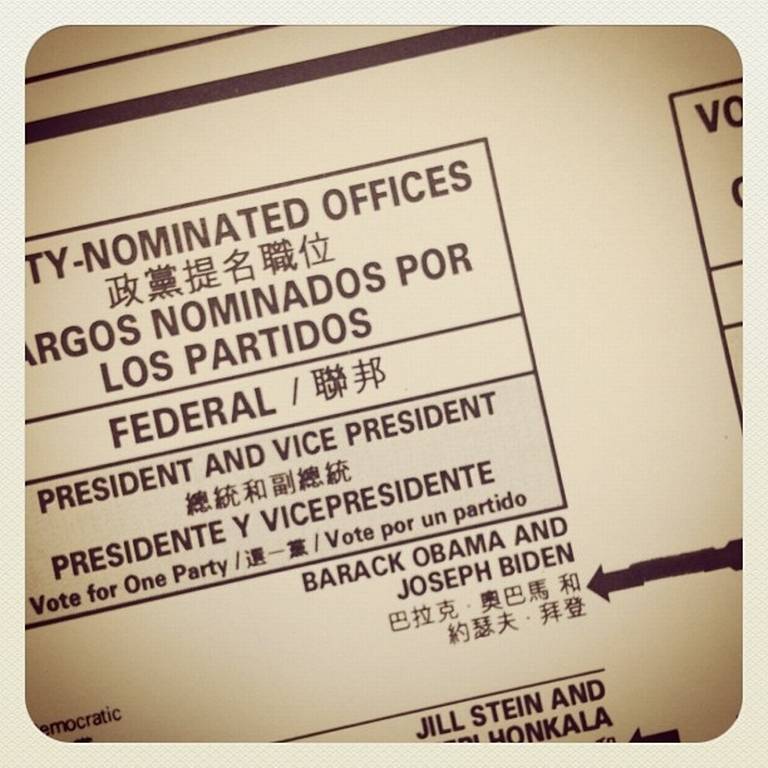 TY-NOMINATED OFFICES
政黨提名職位
ARGOS NOMINADOS POR
LOS PARTIDOS
FEDERAL / 聯邦
PRESIDENT AND VICE PRESIDENT
總統和副總統
PRESIDENTE Y VICEPRESIDENTE
Vote for One Party / 選一黨 / Vote por un partido
BARACK OBAMA AND
JOSEPH BIDEN
巴拉克·奧巴馬 和
約瑟夫·拜登
emocratic
JILL STEIN AND
HONKALA
VO